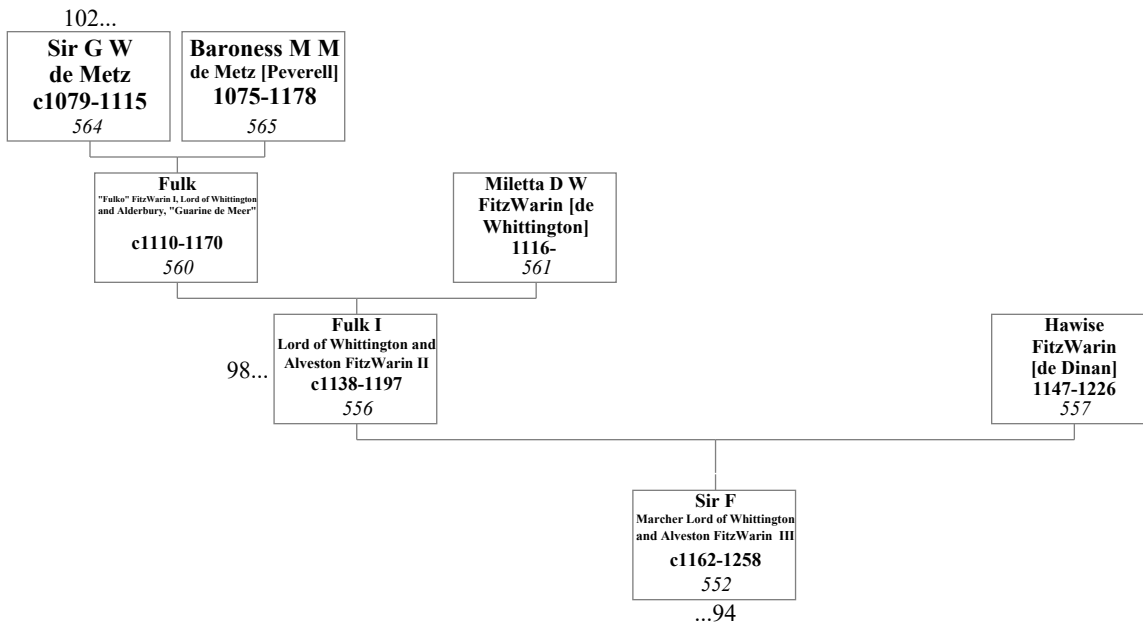 102...
Sir G W
de Metz
c1079-1115
564
Baroness M M
de Metz [Peverell]
1075-1178
565
Fulk
"Fulko" FitzWarin I, Lord of Whittington
and Alderbury, "Guarine de Meer"
c1110-1170
560
Miletta D W
FitzWarin [de
Whittington]
1116-
561
98...
Fulk I
Lord of Whittington and
Alveston FitzWarin II
c1138-1197
556
Hawise
FitzWarin
[de Dinan]
1147-1226
557
Sir F
Marcher Lord of Whittington
and Alveston FitzWarin III
c1162-1258
552
...94